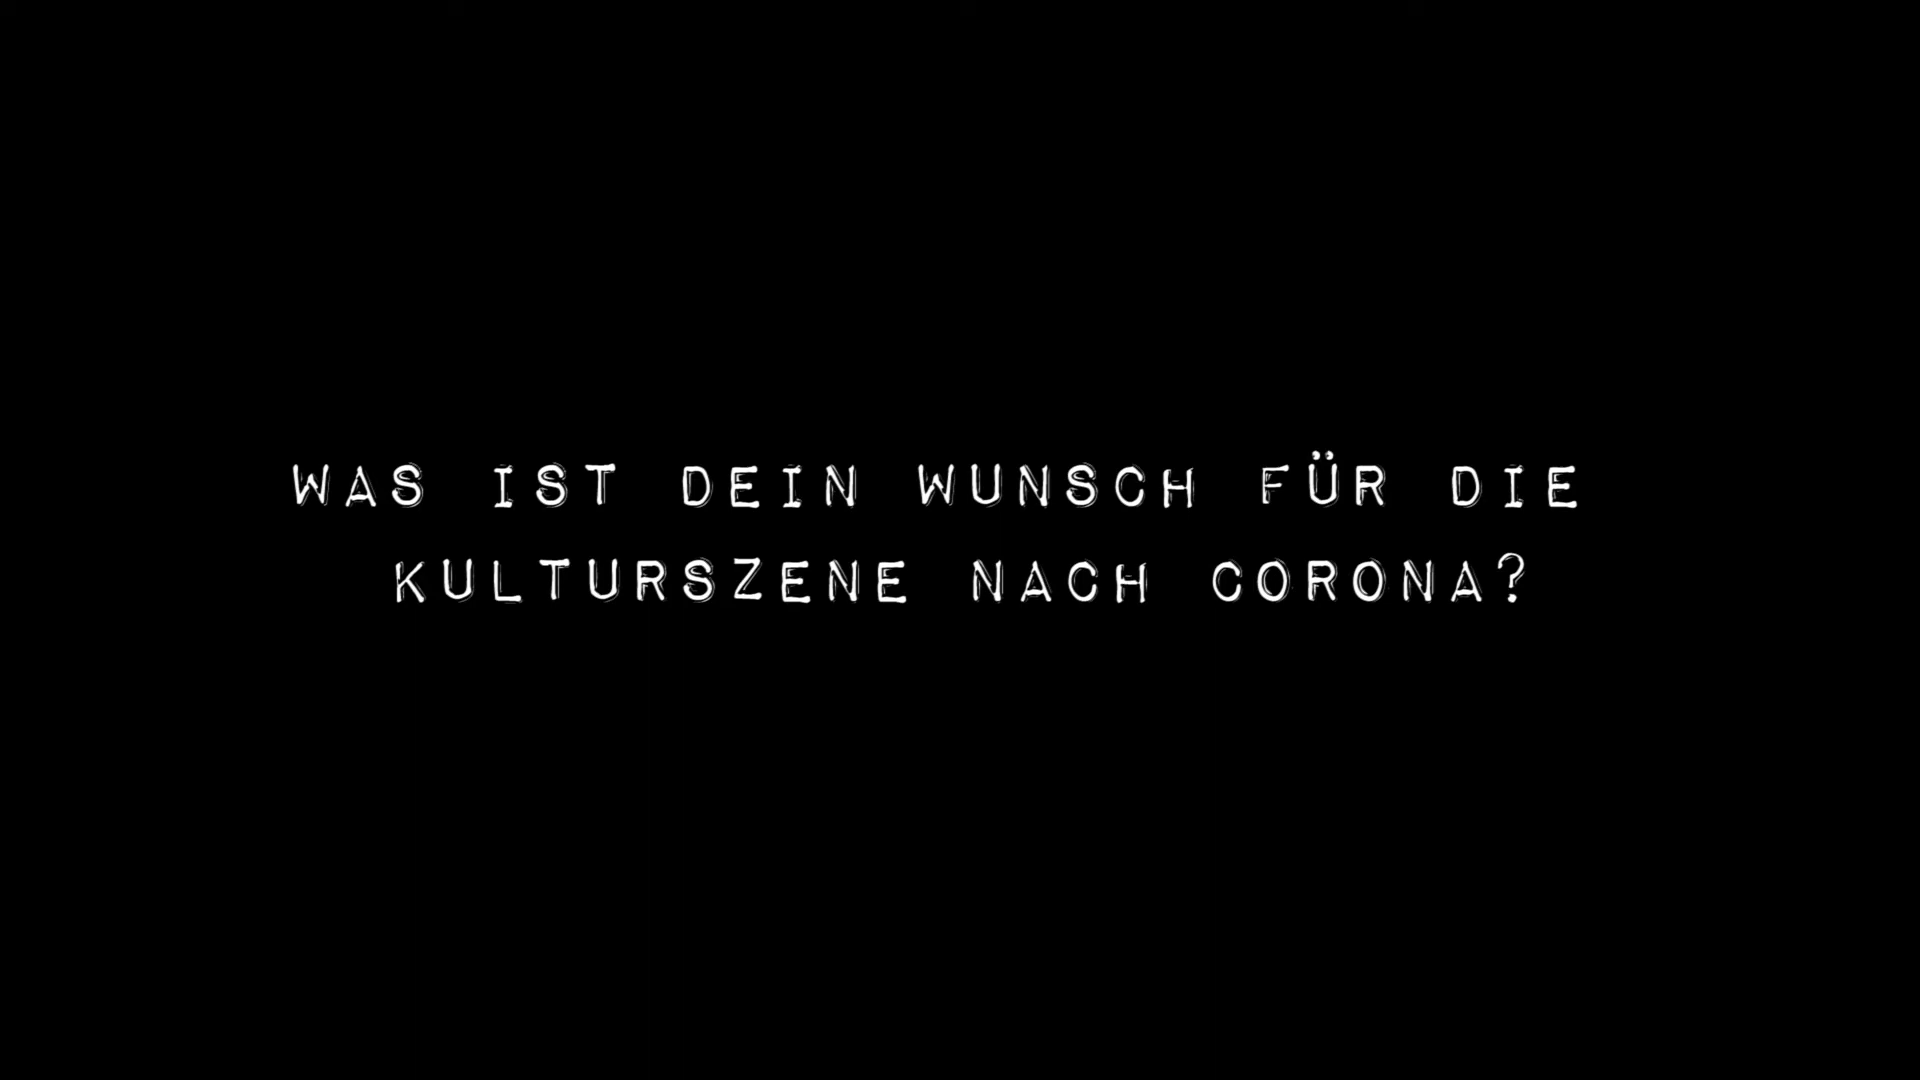 WAS IST DEIN WUNSCH FÜR DIE
KULTURSZENE NACH CORONA?